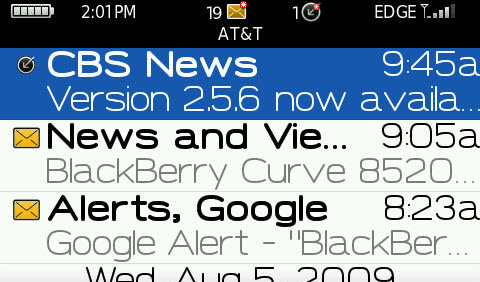 2:01PM 19 1 EDGE
AT&T
CBS News 9:45a
Version 2.5.6 now availa...
News and Vie... 9:05a
BlackBerry Curve 8520...
Alerts, Google 8:23a
Google Alert - "BlackBer...
Wed, Aug 5, 2009